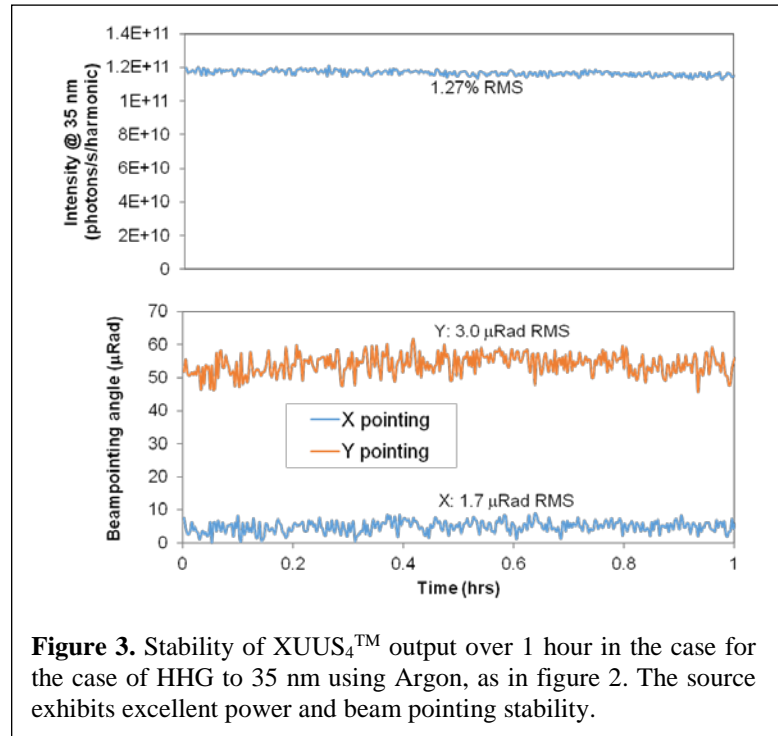 1.4E+11
1.2E+11
1E+11
8E+10
6E+10
4E+10
2E+10
0
Intensity @ 35 nm
(photons/s/harmonic)
1.27% RMS
70
60
50
40
30
20
10
0
Beampointing angle (µRad)
Y: 3.0 µRad RMS
X pointing
Y pointing
X: 1.7 µRad RMS
0 0.2 0.4 0.6 0.8 1
Time (hrs)
Figure 3. Stability of XUUS₄™ output over 1 hour in the case for
the case of HHG to 35 nm using Argon, as in figure 2. The source
exhibits excellent power and beam pointing stability.